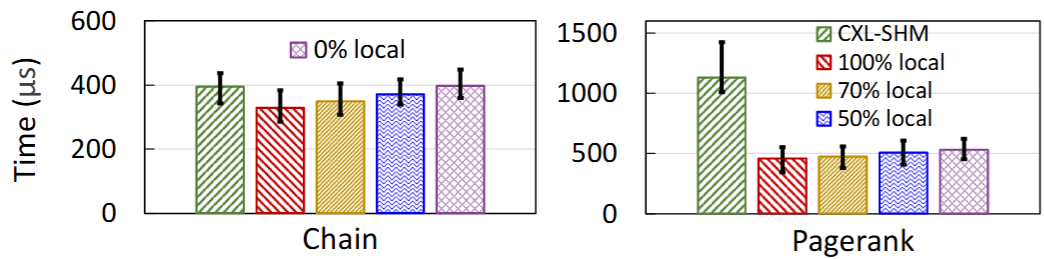 Time (μs)
600
400
200
0
0% local
Chain
1500
1000
500
0
CXL-SHM
100% local
70% local
50% local
Pagerank